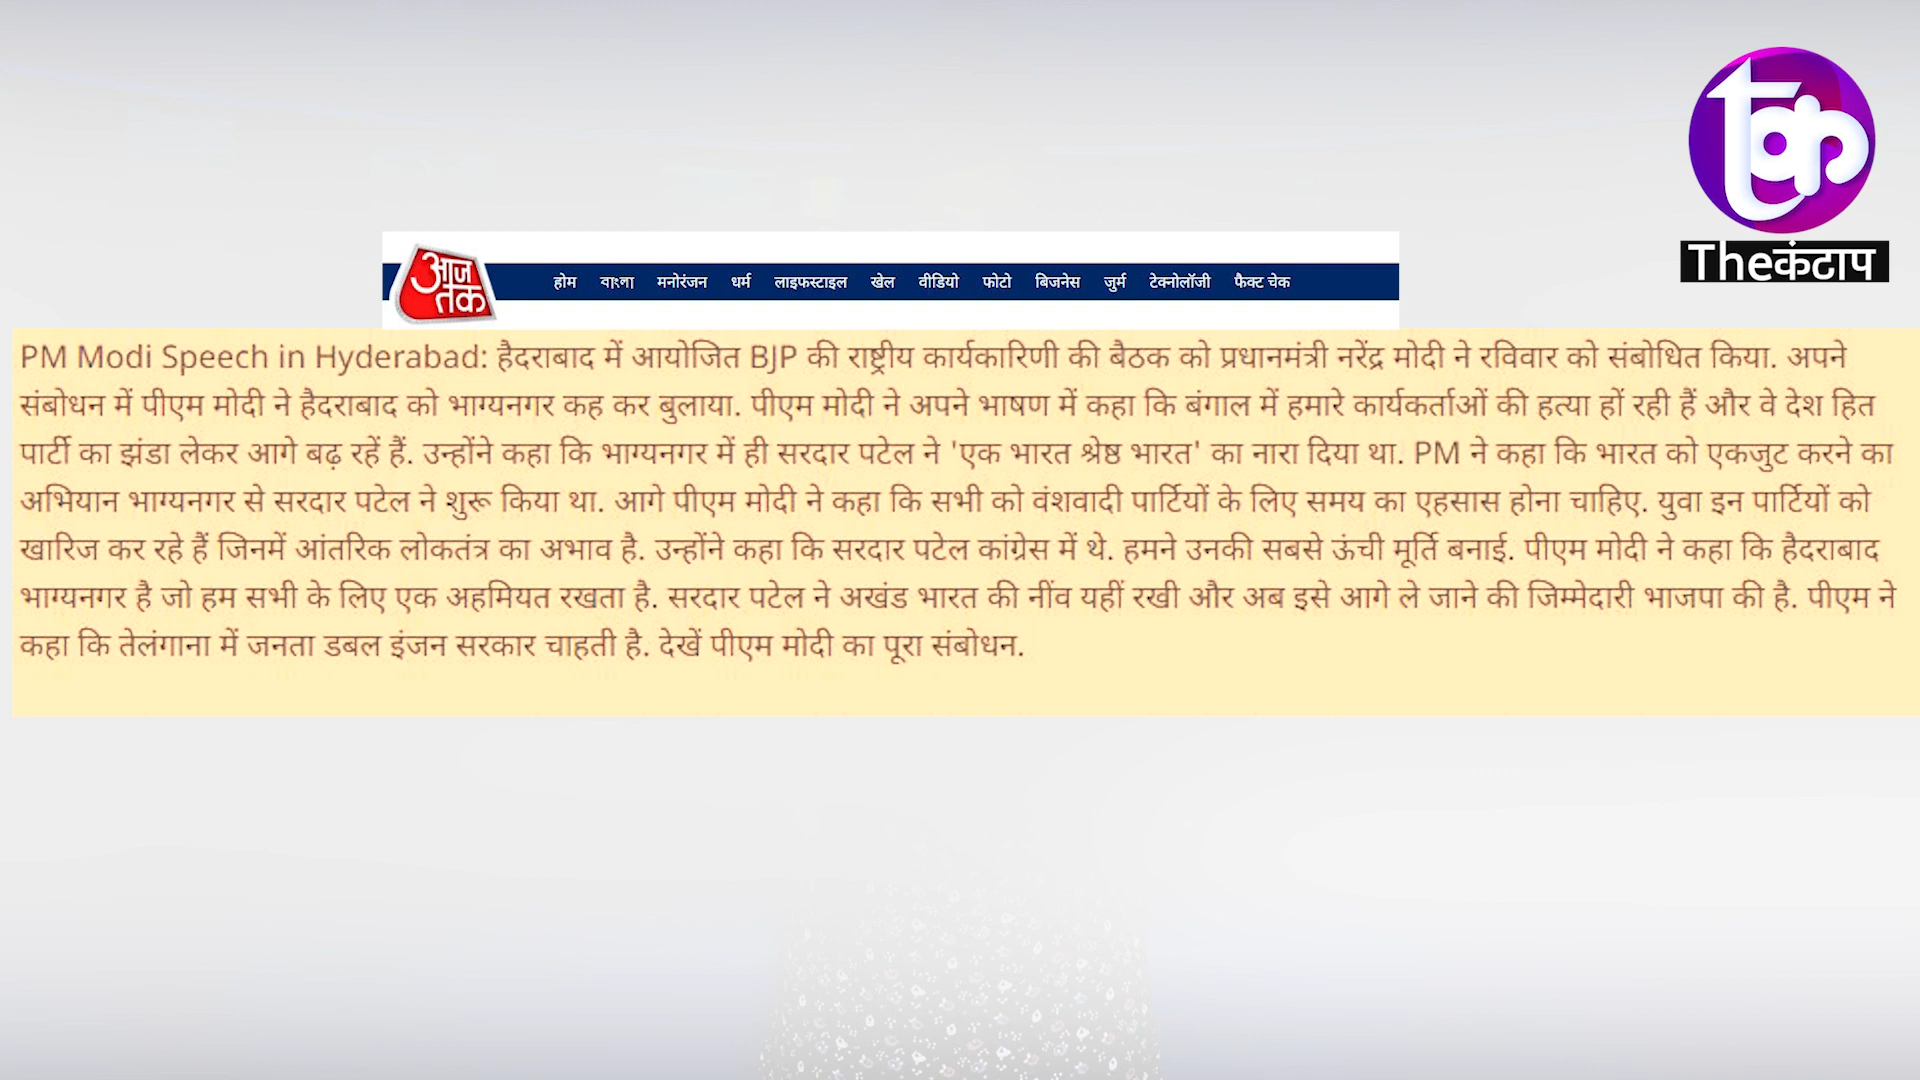 Theकंटाप
आज तक
होम বাংলা मनोरंजन धर्म लाइफस्टाइल खेल वीडियो फोटो बिजनेस जुर्म टेक्नोलॉजी फैक्ट चेक
PM Modi Speech in Hyderabad: हैदराबाद में आयोजित BJP की राष्ट्रीय कार्यकारिणी की बैठक को प्रधानमंत्री नरेंद्र मोदी ने रविवार को संबोधित किया. अपने
संबोधन में पीएम मोदी ने हैदराबाद को भाग्यनगर कह कर बुलाया. पीएम मोदी ने अपने भाषण में कहा कि बंगाल में हमारे कार्यकर्ताओं की हत्या हों रही हैं और वे देश हित
पार्टी का झंडा लेकर आगे बढ़ रहें हैं. उन्होंने कहा कि भाग्यनगर में ही सरदार पटेल ने 'एक भारत श्रेष्ठ भारत' का नारा दिया था. PM ने कहा कि भारत को एकजुट करने का
अभियान भाग्यनगर से सरदार पटेल ने शुरू किया था. आगे पीएम मोदी ने कहा कि सभी को वंशवादी पार्टियों के लिए समय का एहसास होना चाहिए. युवा इन पार्टियों को
खारिज कर रहे हैं जिनमें आंतरिक लोकतंत्र का अभाव है. उन्होंने कहा कि सरदार पटेल कांग्रेस में थे. हमने उनकी सबसे ऊंची मूर्ति बनाई. पीएम मोदी ने कहा कि हैदराबाद
भाग्यनगर है जो हम सभी के लिए एक अहमियत रखता है. सरदार पटेल ने अखंड भारत की नींव यहीं रखी और अब इसे आगे ले जाने की जिम्मेदारी भाजपा की है. पीएम ने
कहा कि तेलंगाना में जनता डबल इंजन सरकार चाहती है. देखें पीएम मोदी का पूरा संबोधन.